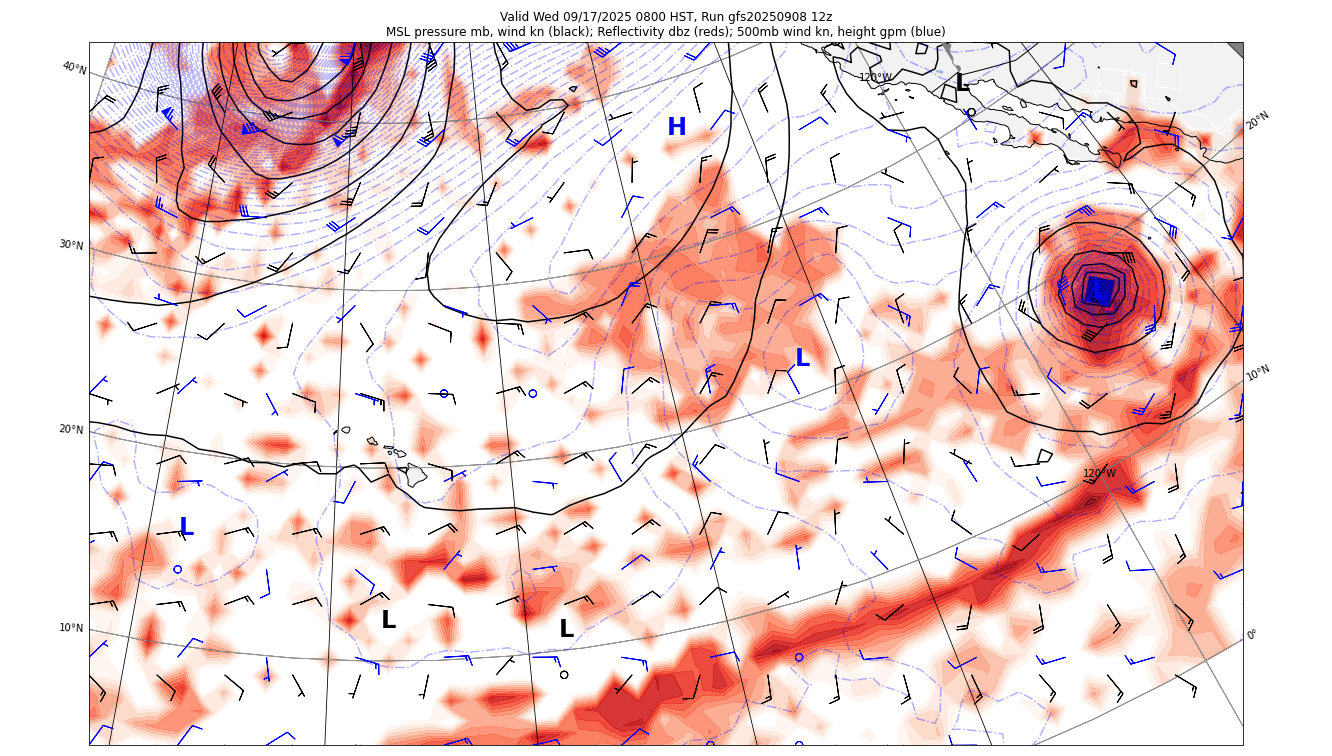 Valid Wed 09/17/2025 0800 HST, Run gfs20250908 12z
MSL pressure mb, wind kn (black); Reflectivity dbz (reds); 500mb wind kn, height gpm (blue)
40°N
120°W
L
20°N
H
30°N
L
L
10°N
20°N
120°W
L
10°N
L
L
0°